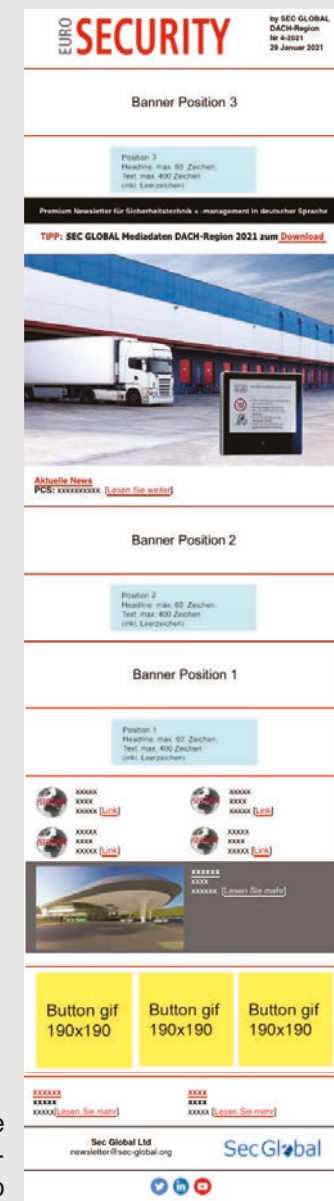 EURO
SECURITY
by SEC GLOBAL
DACH-Region
Nr 4-2021
29 Januar 2021
Banner Position 3
Position 3
Headline: max. 60 Zeichen,
Text: max. 400 Zeichen
(inkl. Leerzeichen)
Premium Newsletter für Sicherheitstechnik + -management in deutscher Sprache
TIPP: SEC GLOBAL Mediadaten DACH-Region 2021 zum Download
Aktuelle News
PCS: xxxxxxxxxx. [Lesen Sie weiter]
Banner Position 2
Position 2
Headline: max. 60 Zeichen,
Text: max. 400 Zeichen
(inkl. Leerzeichen)
Banner Position 1
Position 1
Headline: max. 60 Zeichen,
Text: max. 400 Zeichen
(inkl. Leerzeichen)
xxxxx
xxxx
xxxxx [Link]
xxxxx
xxxx
xxxxx [Link]
xxxxx
xxxx
xxxxx [Link]
xxxxx
xxxx
xxxxx [Link]
xxxxxx
xxxx
xxxxxx. [Lesen Sie mehr]
Button gif
190x190
Button gif
190x190
Button gif
190x190
xxxxxx
xxxxx
xxxxx[Lesen Sie mehr]
xxxx
xxxx
xxxxx [Lesen Sie mehr]
Sec Global Ltd
newsletter@sec-global.org
SecGlobal